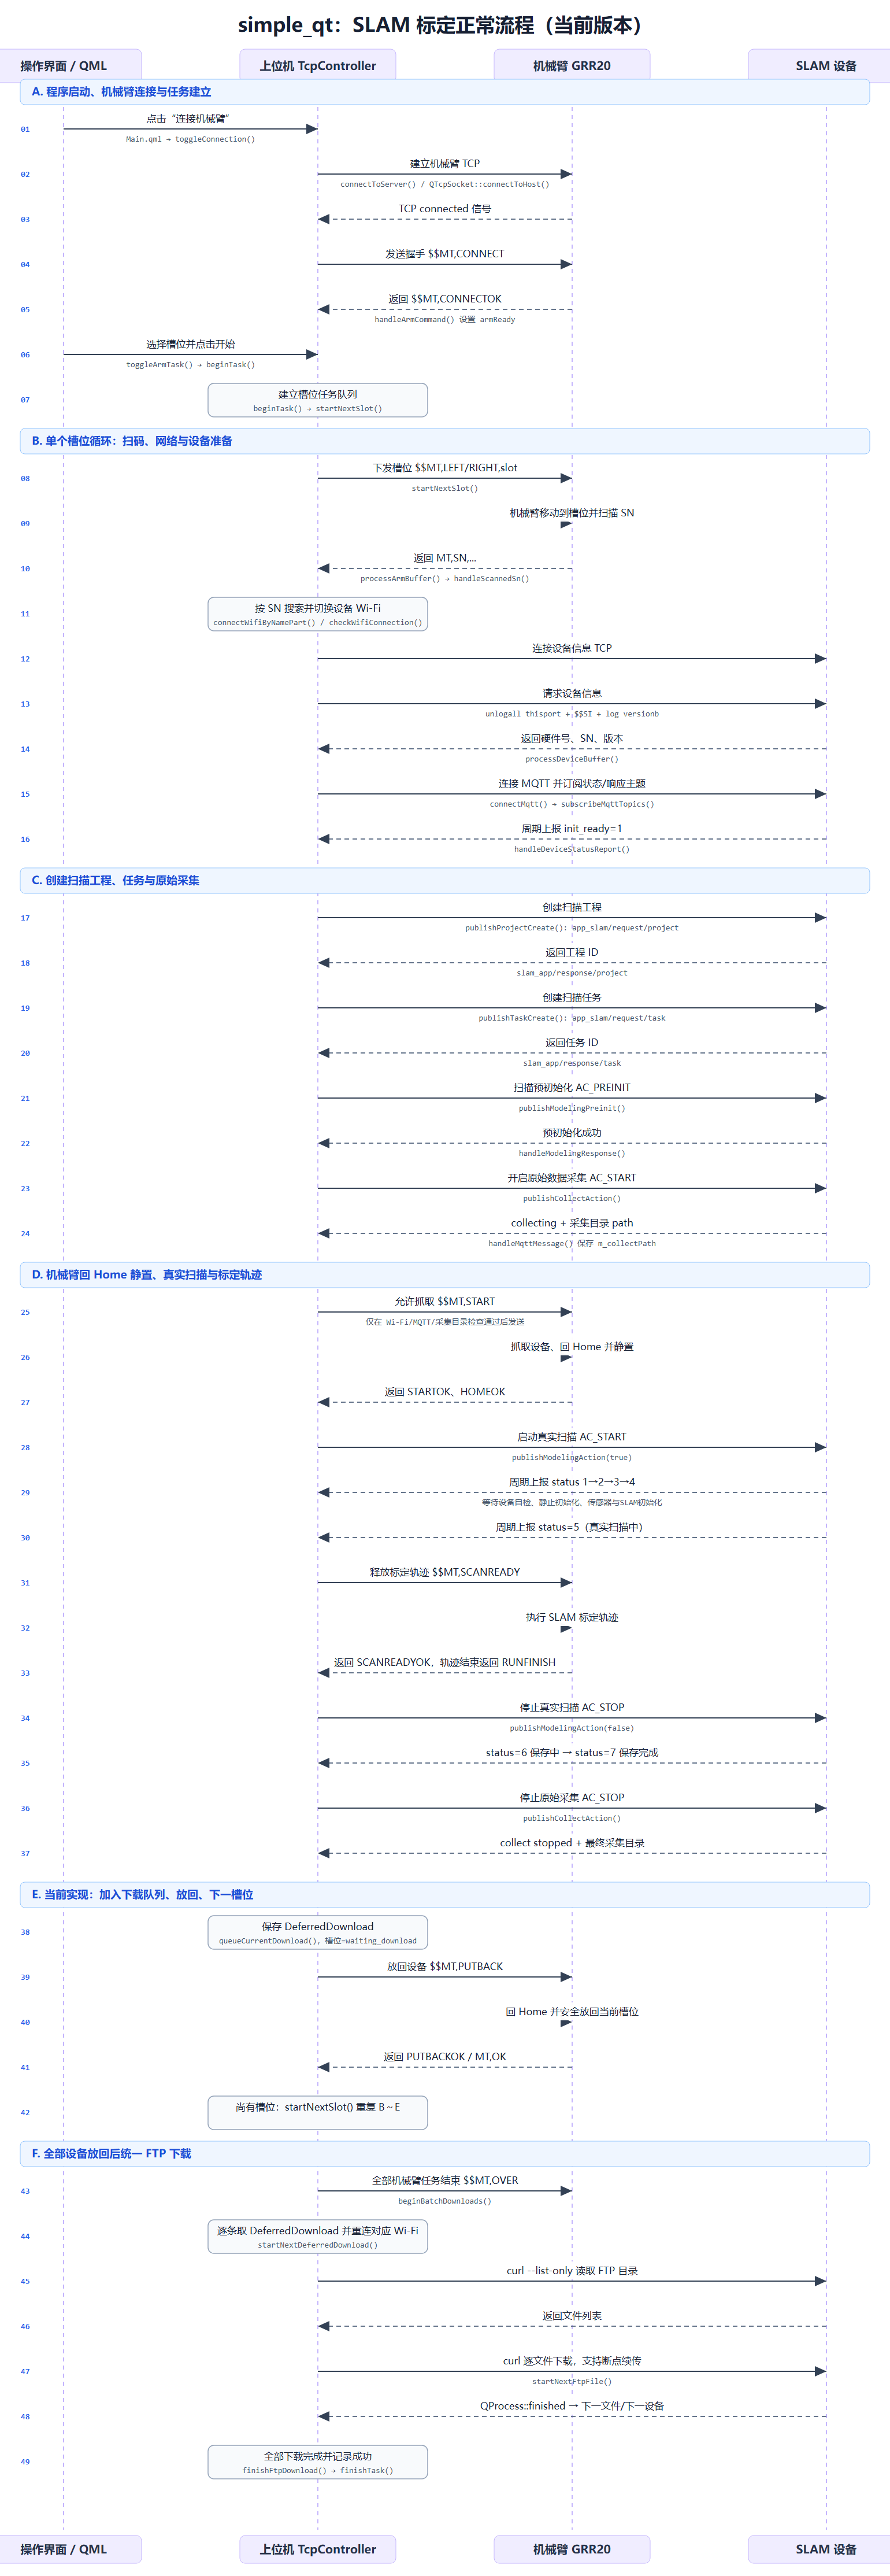 simple_qt：SLAM 标定正常流程（当前版本）
操作界面 / QML
上位机 TcpController
机械臂 GRR20
SLAM 设备
A. 程序启动、机械臂连接与任务建立
01
点击“连接机械臂”
Main.qml → toggleConnection()
02
建立机械臂 TCP
connectToServer() / QTcpSocket::connectToHost()
03
TCP connected 信号
04
发送握手 $$MT,CONNECT
05
返回 $$MT,CONNECTOK
handleArmCommand() 设置 armReady
06
选择槽位并点击开始
toggleArmTask() → beginTask()
07
建立槽位任务队列
beginTask() → startNextSlot()
B. 单个槽位循环：扫码、网络与设备准备
08
下发槽位 $$MT,LEFT/RIGHT,slot
startNextSlot()
09
机械臂移动到槽位并扫描 SN
10
返回 MT,SN,...
processArmBuffer() → handleScannedSn()
11
按 SN 搜索并切换设备 Wi-Fi
connectWifiByNamePart() / checkWifiConnection()
12
连接设备信息 TCP
13
请求设备信息
unlogall thisport + $$SI + log versionb
14
返回硬件号、SN、版本
processDeviceBuffer()
15
连接 MQTT 并订阅状态/响应主题
connectMqtt() → subscribeMqttTopics()
16
周期上报 init_ready=1
handleDeviceStatusReport()
C. 创建扫描工程、任务与原始采集
17
创建扫描工程
publishProjectCreate(): app_slam/request/project
18
返回工程 ID
slam_app/response/project
19
创建扫描任务
publishTaskCreate(): app_slam/request/task
20
返回任务 ID
slam_app/response/task
21
扫描预初始化 AC_PREINIT
publishModelingPreinit()
22
预初始化成功
handleModelingResponse()
23
开启原始数据采集 AC_START
publishCollectAction()
24
collecting + 采集目录 path
handleMqttMessage() 保存 m_collectPath
D. 机械臂回 Home 静置、真实扫描与标定轨迹
25
允许抓取 $$MT,START
仅在 Wi-Fi/MQTT/采集目录检查通过后发送
26
抓取设备、回 Home 并静置
27
返回 STARTOK、HOMEOK
28
启动真实扫描 AC_START
publishModelingAction(true)
29
周期上报 status 1→2→3→4
等待设备自检、静止初始化、传感器与SLAM初始化
30
周期上报 status=5（真实扫描中）
31
释放标定轨迹 $$MT,SCANREADY
32
执行 SLAM 标定轨迹
33
返回 SCANREADYOK，轨迹结束返回 RUNFINISH
34
停止真实扫描 AC_STOP
publishModelingAction(false)
35
status=6 保存中 → status=7 保存完成
36
停止原始采集 AC_STOP
publishCollectAction()
37
collect stopped + 最终采集目录
E. 当前实现：加入下载队列、放回、下一槽位
38
保存 DeferredDownload
queueCurrentDownload()，槽位=waiting_download
39
放回设备 $$MT,PUTBACK
40
回 Home 并安全放回当前槽位
41
返回 PUTBACKOK / MT,OK
42
尚有槽位：startNextSlot() 重复 B～E
F. 全部设备放回后统一 FTP 下载
43
全部机械臂任务结束 $$MT,OVER
beginBatchDownloads()
44
逐条取 DeferredDownload 并重连对应 Wi-Fi
startNextDeferredDownload()
45
curl --list-only 读取 FTP 目录
46
返回文件列表
47
curl 逐文件下载，支持断点续传
startNextFtpFile()
48
QProcess::finished → 下一文件/下一设备
49
全部下载完成并记录成功
finishFtpDownload() → finishTask()
操作界面 / QML
上位机 TcpController
机械臂 GRR20
SLAM 设备